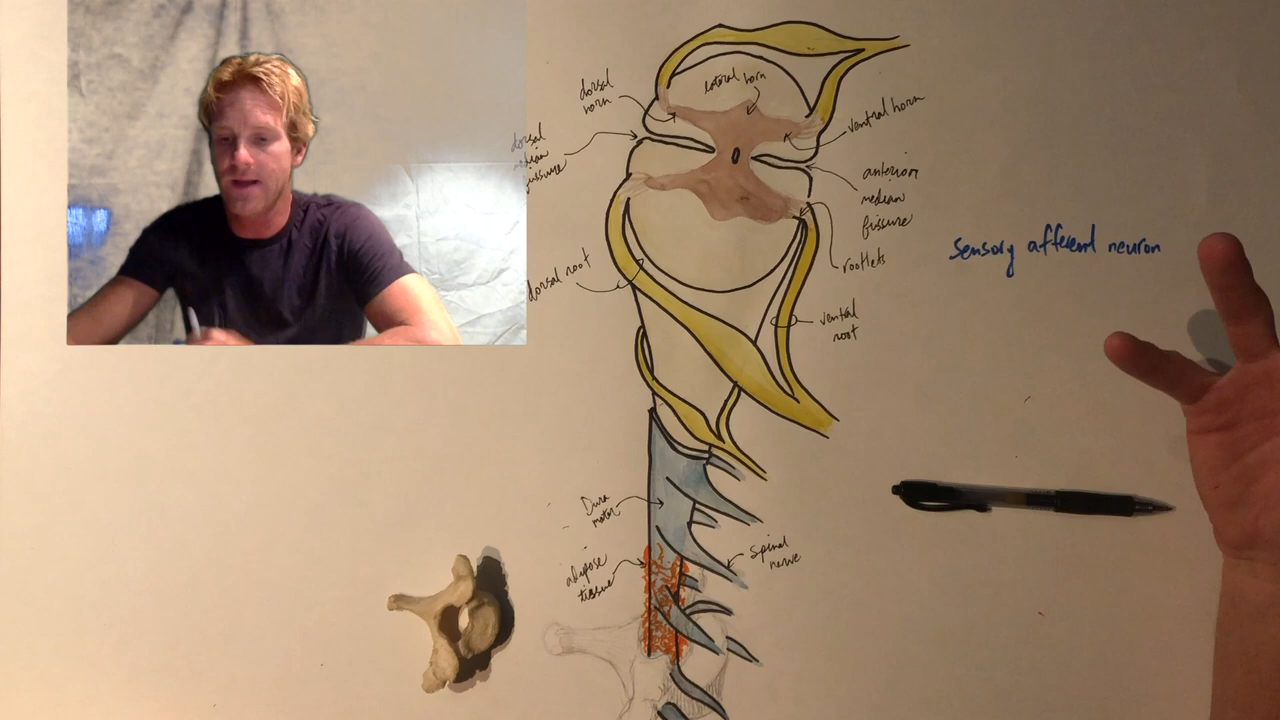 dorsal
horn
lateral horn
ventral horn
dorsal
median
fissure
anterior
median
fissure
rootlets
sensory afferent neuron
dorsal root
ventral
root
Dura
mater
spinal
nerve
adipose
tissue